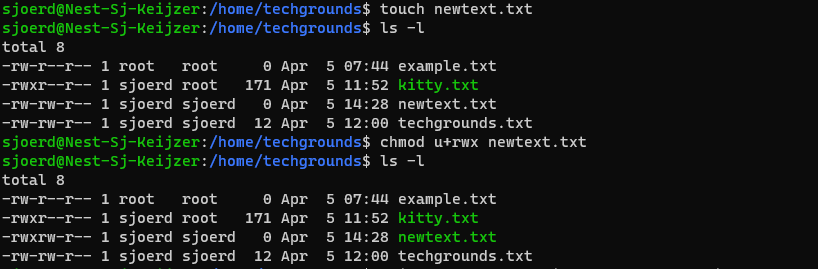 sjoerd@Nest-Sj-Keijzer:/home/techgrounds$ touch newtext.txt
sjoerd@Nest-Sj-Keijzer:/home/techgrounds$ ls -l
total 8
-rw-r--r-- 1 root   root     0 Apr  5 07:44 example.txt
-rwxr--r-- 1 sjoerd root   171 Apr  5 11:52 kitty.txt
-rw-rw-r-- 1 sjoerd sjoerd   0 Apr  5 14:28 newtext.txt
-rw-rw-r-- 1 sjoerd sjoerd  12 Apr  5 12:00 techgrounds.txt
sjoerd@Nest-Sj-Keijzer:/home/techgrounds$ chmod u+rwx newtext.txt
sjoerd@Nest-Sj-Keijzer:/home/techgrounds$ ls -l
total 8
-rw-r--r-- 1 root   root     0 Apr  5 07:44 example.txt
-rwxr--r-- 1 sjoerd root   171 Apr  5 11:52 kitty.txt
-rwxrw-r-- 1 sjoerd sjoerd   0 Apr  5 14:28 newtext.txt
-rw-rw-r-- 1 sjoerd sjoerd  12 Apr  5 12:00 techgrounds.txt